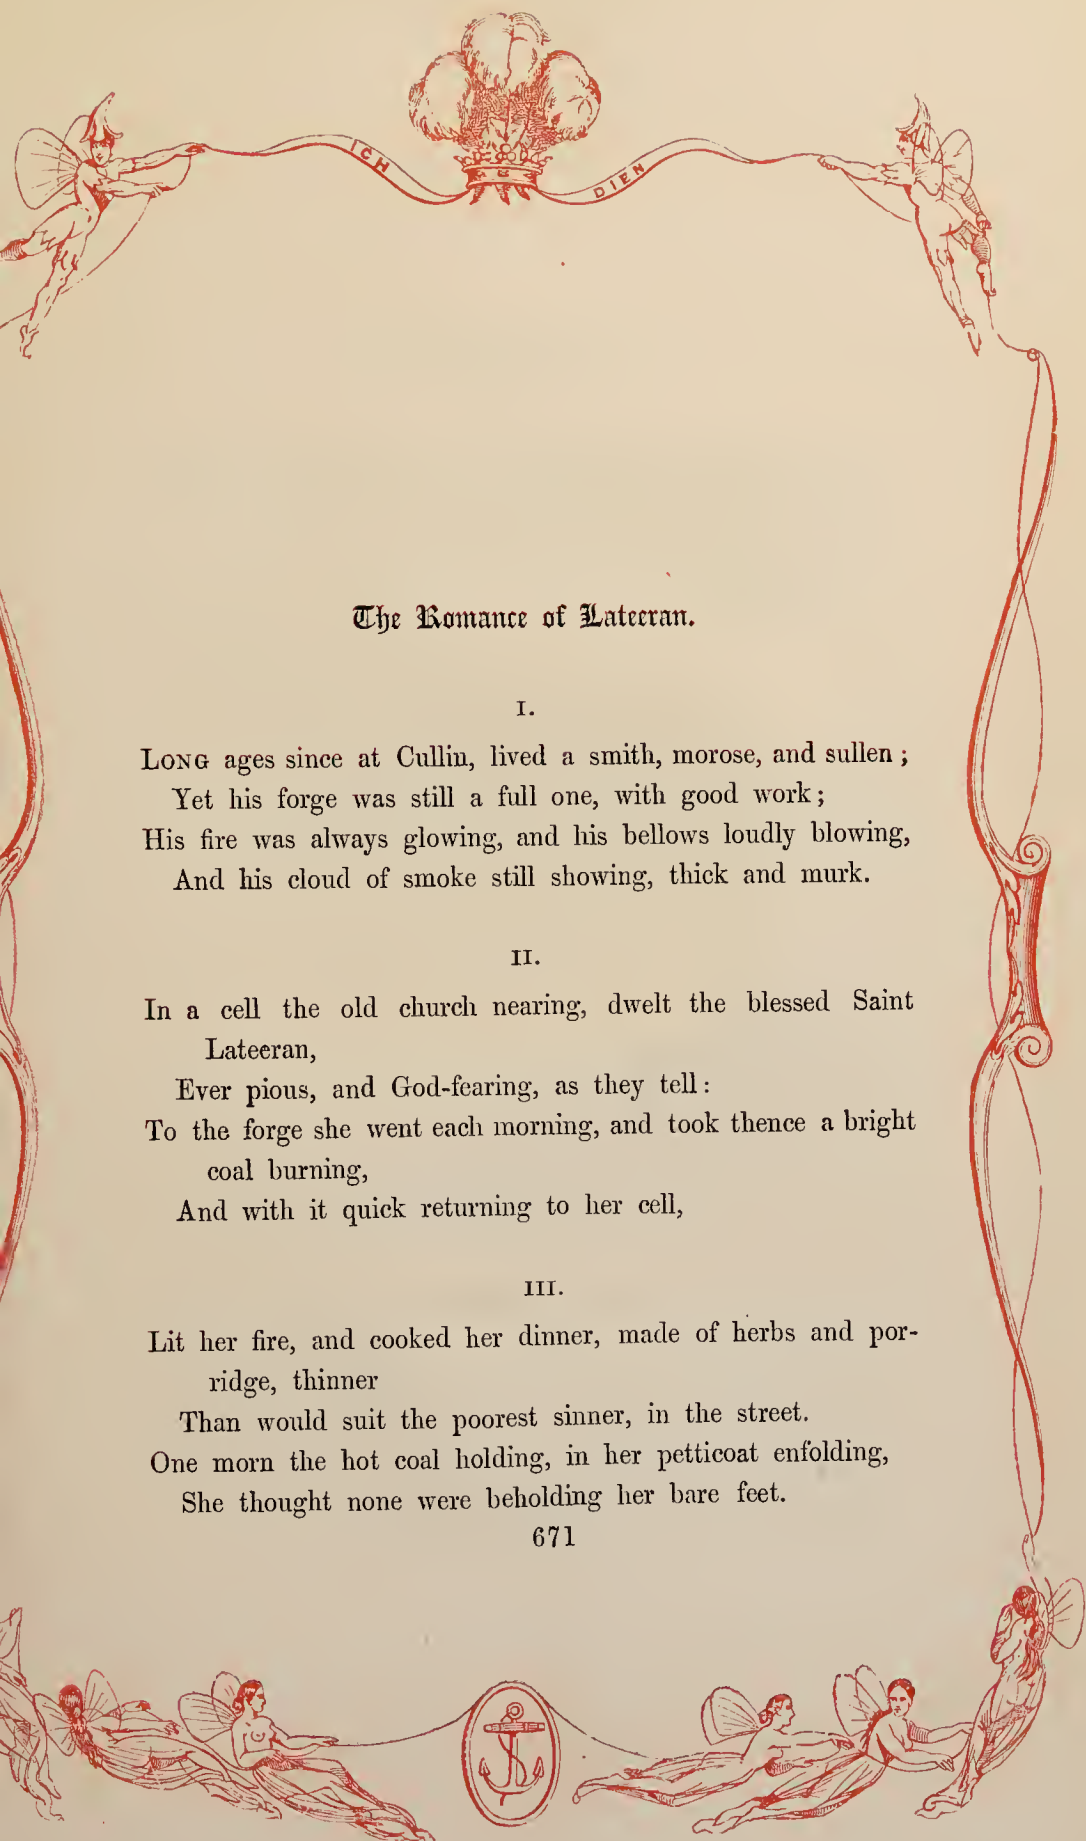 ICH DIEN
The Romance of Lateeran.
I.
LONG ages since at Cullin, lived a smith, morose, and sullen ;
Yet his forge was still a full one, with good work ;
His fire was always glowing, and his bellows loudly blowing,
And his cloud of smoke still showing, thick and murk.
II.
In a cell the old church nearing, dwelt the blessed Saint
Lateeran,
Ever pious, and God-fearing, as they tell :
To the forge she went each morning, and took thence a bright
coal burning,
And with it quick returning to her cell,
III.
Lit her fire, and cooked her dinner, made of herbs and por-
ridge, thinner
Than would suit the poorest sinner, in the street.
One morn the hot coal holding, in her petticoat enfolding,
She thought none were beholding her bare feet.
671